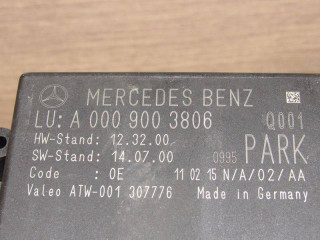 MERCEDES BENZ
LU: A 000 900 3806 Q001
HW-Stand: 12.32.00
SW-Stand: 14.07.00 0995 PARK
Code : 0E 11 02 15 N/A/02/AA
Valeo ATW-001 307776 Made in Germany